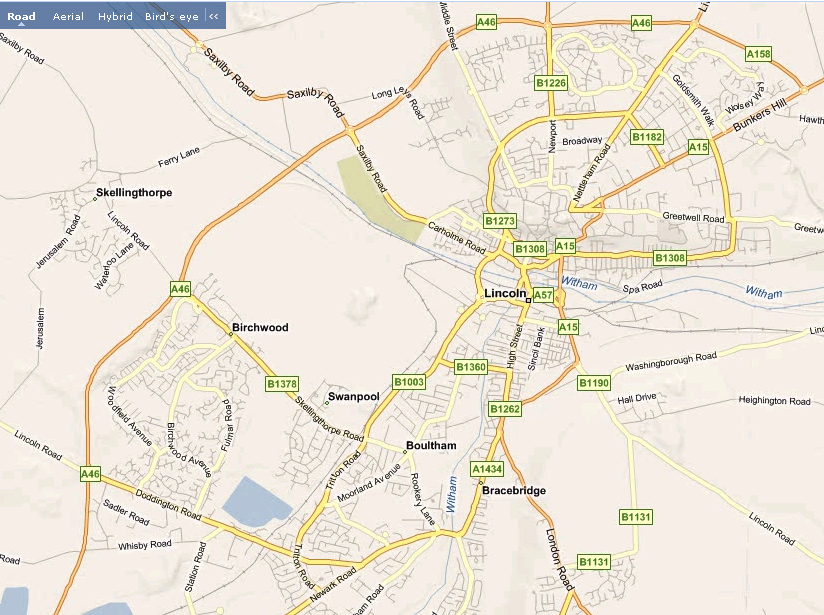 Road Aerial Hybrid Bird's eye <<
Middle Street
A46
A46
Saxilby Road
Saxilby Road
A158
Saxilby Road
Long Leys Road
B1226
Goldsmith Walk
Wolsey Way
Bunkers Hill
Newport
Broadway
B1182
A15
Nettleham Road
Ferry Lane
Saxilby Road
Skellingthorpe
Lincoln Road
Jerusalem Road
Waterloo Lane
Carholme Road
B1273
Greetwell Road
B1308
A15
B1308
A46
Lincoln
A57
Witham
Spa Road
Witham
Jerusalem
Birchwood
High Street
Sincil Bank
A15
B1360
Washingborough Road
B1378
Swanpool
B1003
B1190
Hall Drive
Heighington Road
Woodfield Avenue
Birchwood Avenue
Fulmar Road
Skellingthorpe Road
B1262
Lincoln Road
Tritton Road
Boultham
A46
Moorland Avenue
Rookery Lane
Witham
A1434
Bracebridge
Doddington Road
Sadler Road
B1131
Lincoln Road
Whisby Road
Station Road
Tritton Road
Newark Road
London Road
B1131
Road